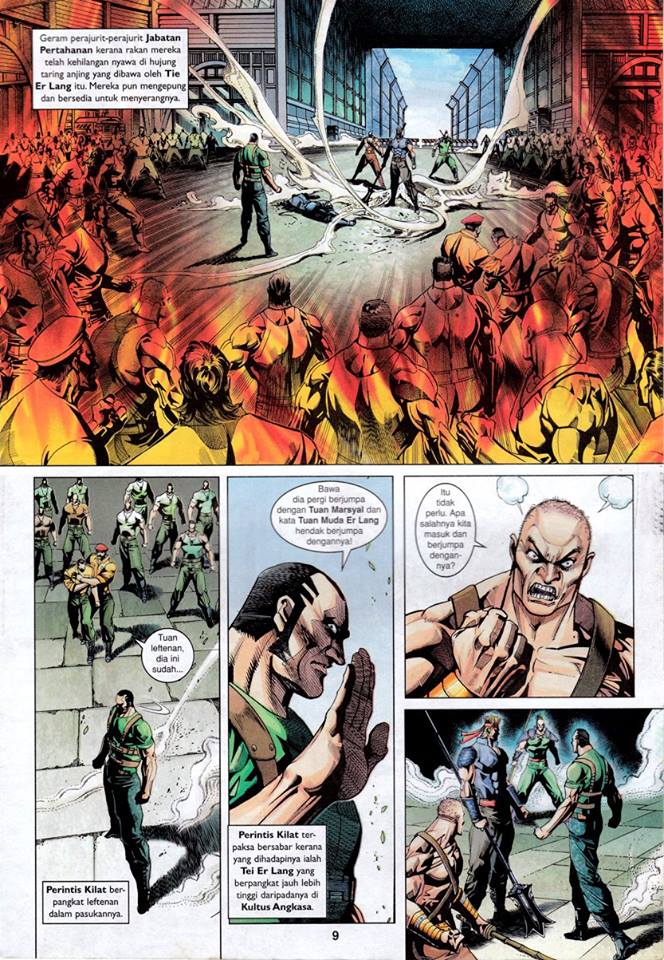 Geram perajurit-perajurit Jabatan
Pertahanan kerana rakan mereka
telah kehilangan nyawa di hujung
taring anjing yang dibawa oleh Tie
Er Lang itu. Mereka pun mengepung
dan bersedia untuk menyerangnya.
Tuan
leftenan,
dia ini
sudah...
Perintis Kilat ber-
pangkat leftenan
dalam pasukannya.
Bawa
dia pergi berjumpa
dengan Tuan Marsyal dan
kata Tuan Muda Er Lang
hendak berjumpa
dengannya!
Perintis Kilat ter-
paksa bersabar kerana
yang dihadapinya ialah
Tei Er Lang yang
berpangkat jauh lebih
tinggi daripadanya di
Kultus Angkasa.
Itu
tidak
perlu. Apa
salahnya kita
masuk dan
berjumpa
dengan-
nya?
9